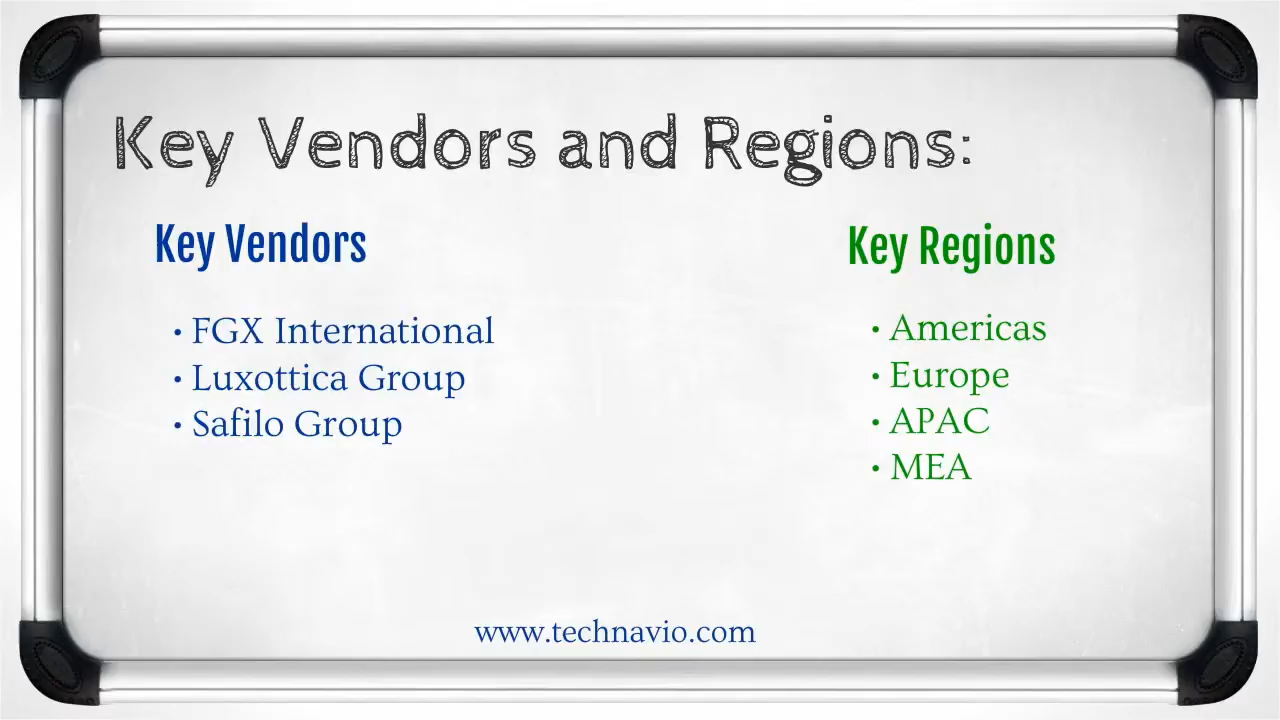 Key Vendors and Regions:
Key Vendors
• FGX International
• Luxottica Group
• Safilo Group
Key Regions
• Americas
• Europe
• APAC
• MEA
www.technavio.com